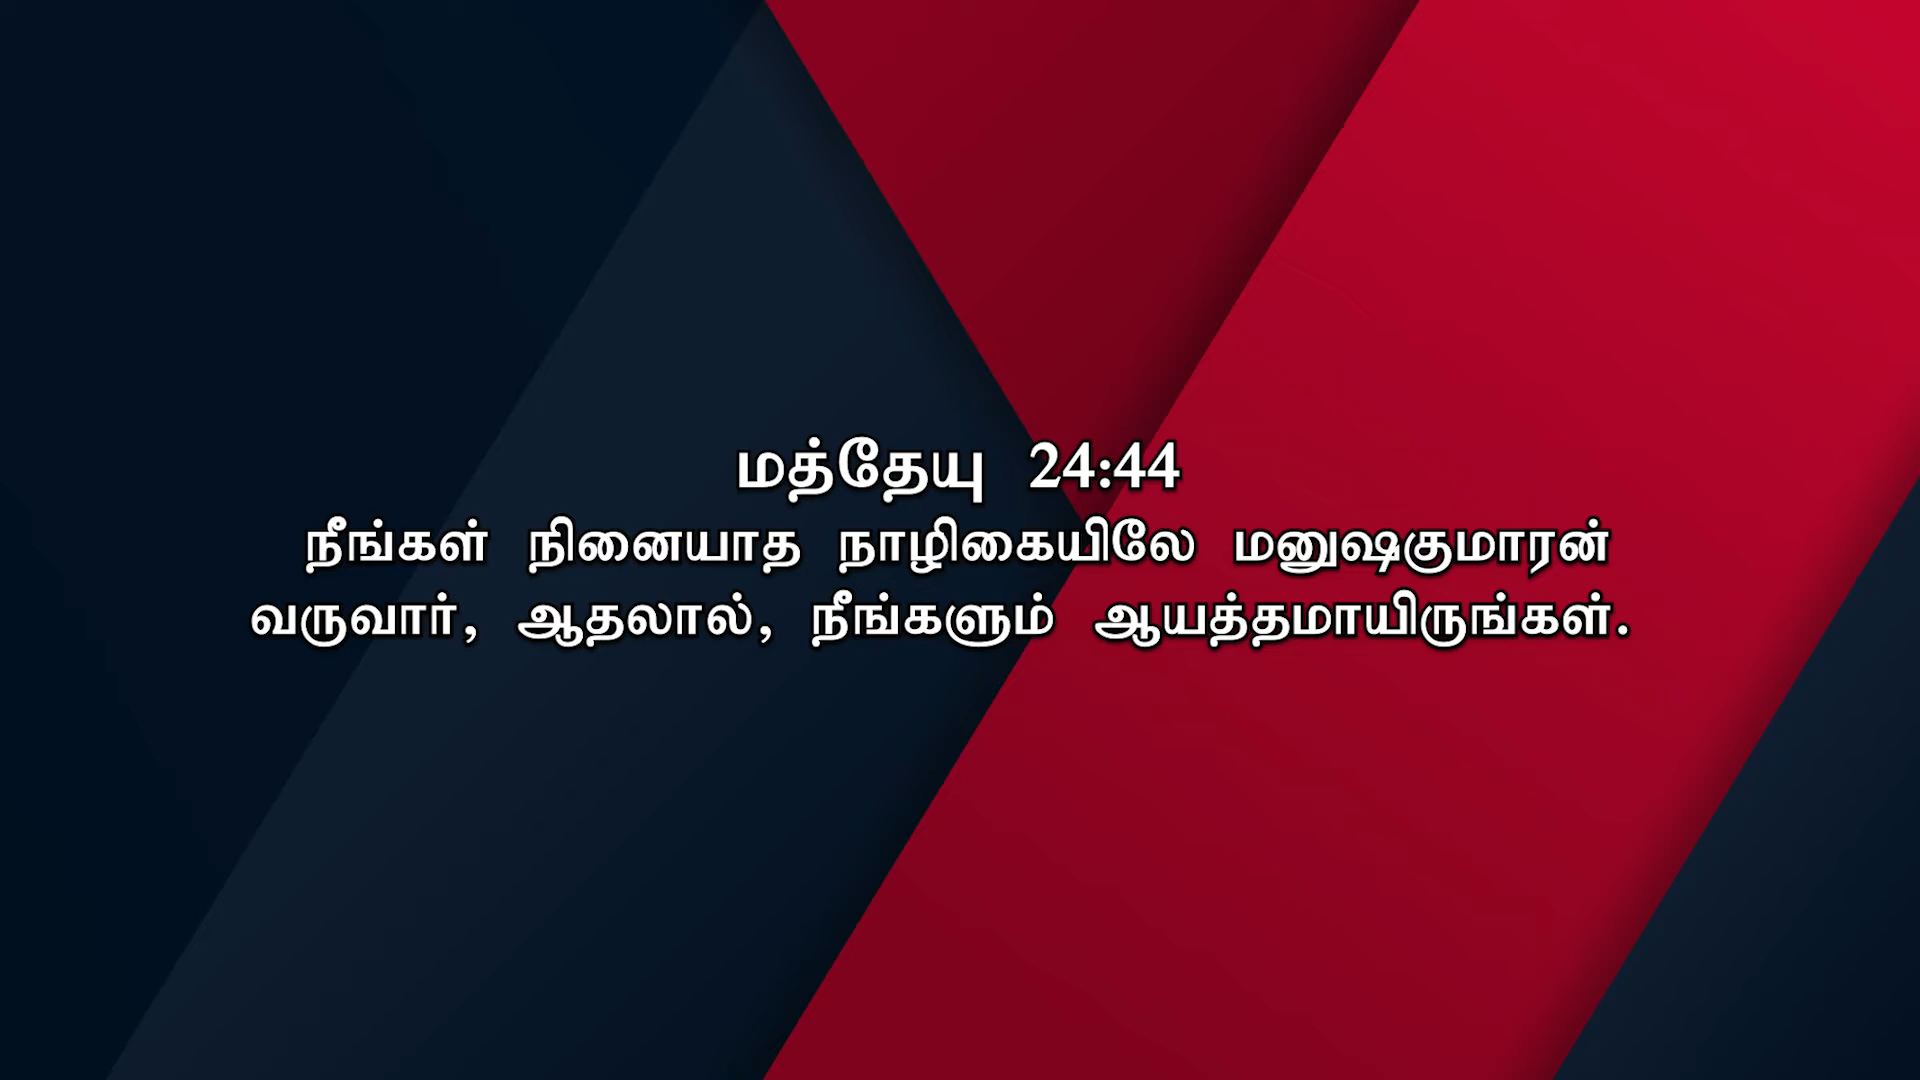 மத்தேயு 24:44
நீங்கள் நினையாத நாழிகையிலே மனுஷகுமாரன்
வருவார், ஆதலால், நீங்களும் ஆயத்தமாயிருங்கள்.